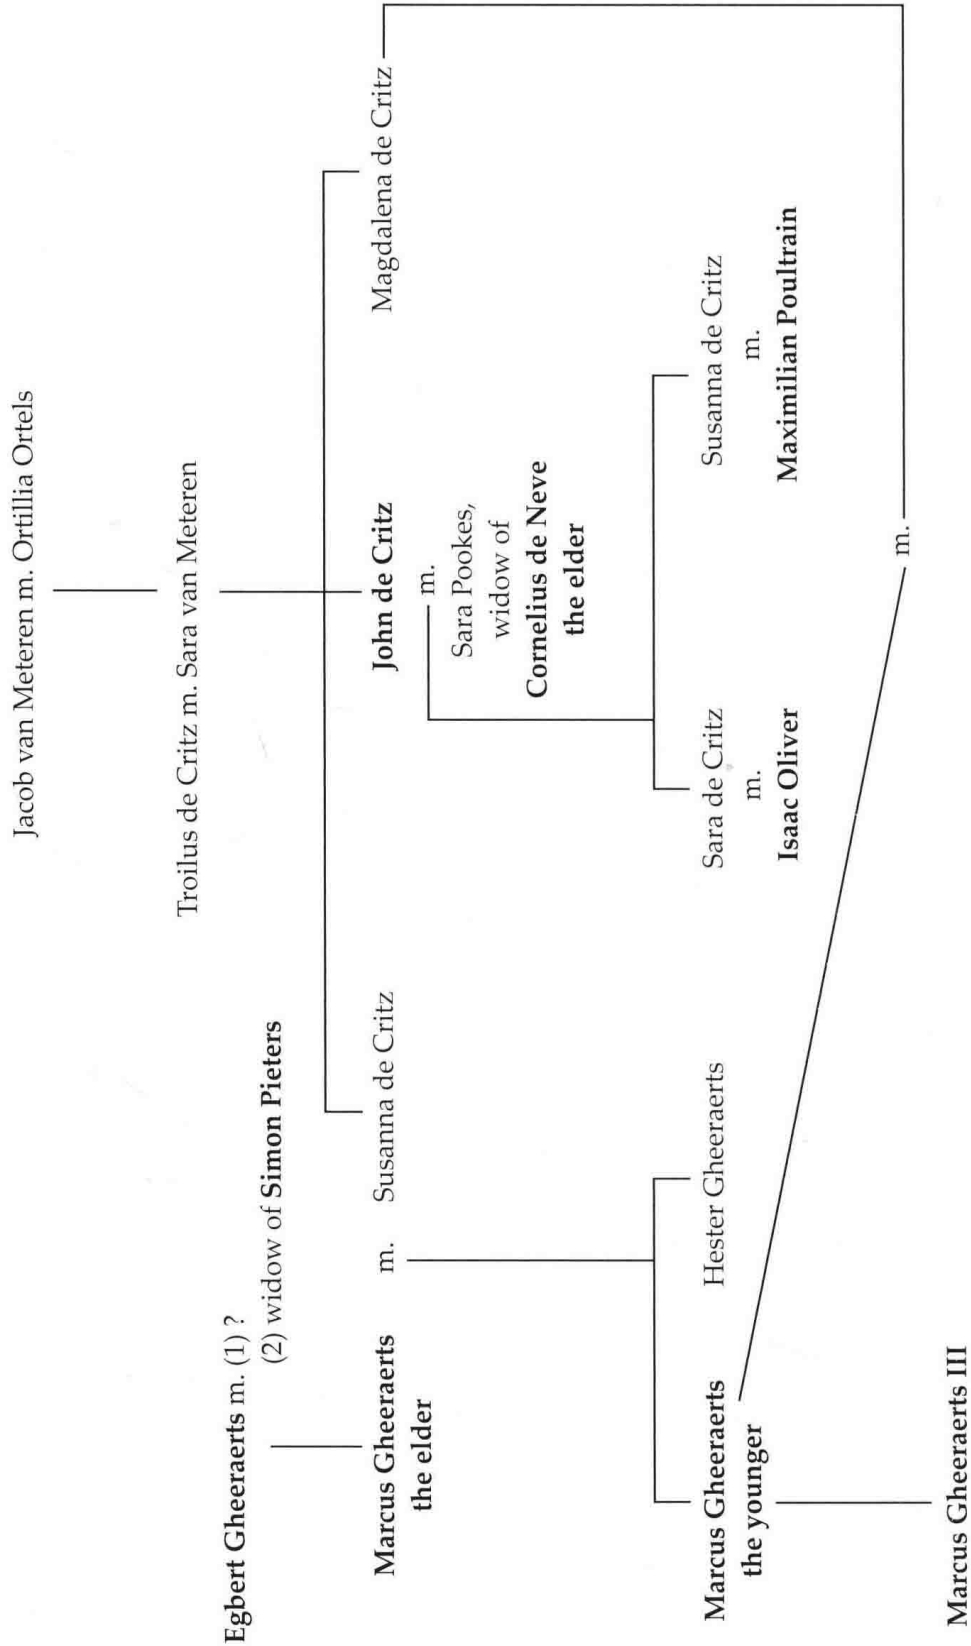 Jacob van Meteren m. Ortillia Ortels
Troilus de Critz m. Sara van Meteren
Egbert Gheeraerts m. (1) ?
(2) widow of Simon Pieters
Marcus Gheeraerts
the elder
m.
Susanna de Critz
John de Critz
m.
Sara Pookes,
widow of
Cornelius de Neve
the elder
Magdalena de Critz
Marcus Gheeraerts
the younger
Hester Gheeraerts
Sara de Critz
m.
Isaac Oliver
Susanna de Critz
m.
Maximilian Poultrain
m.
Marcus Gheeraerts III